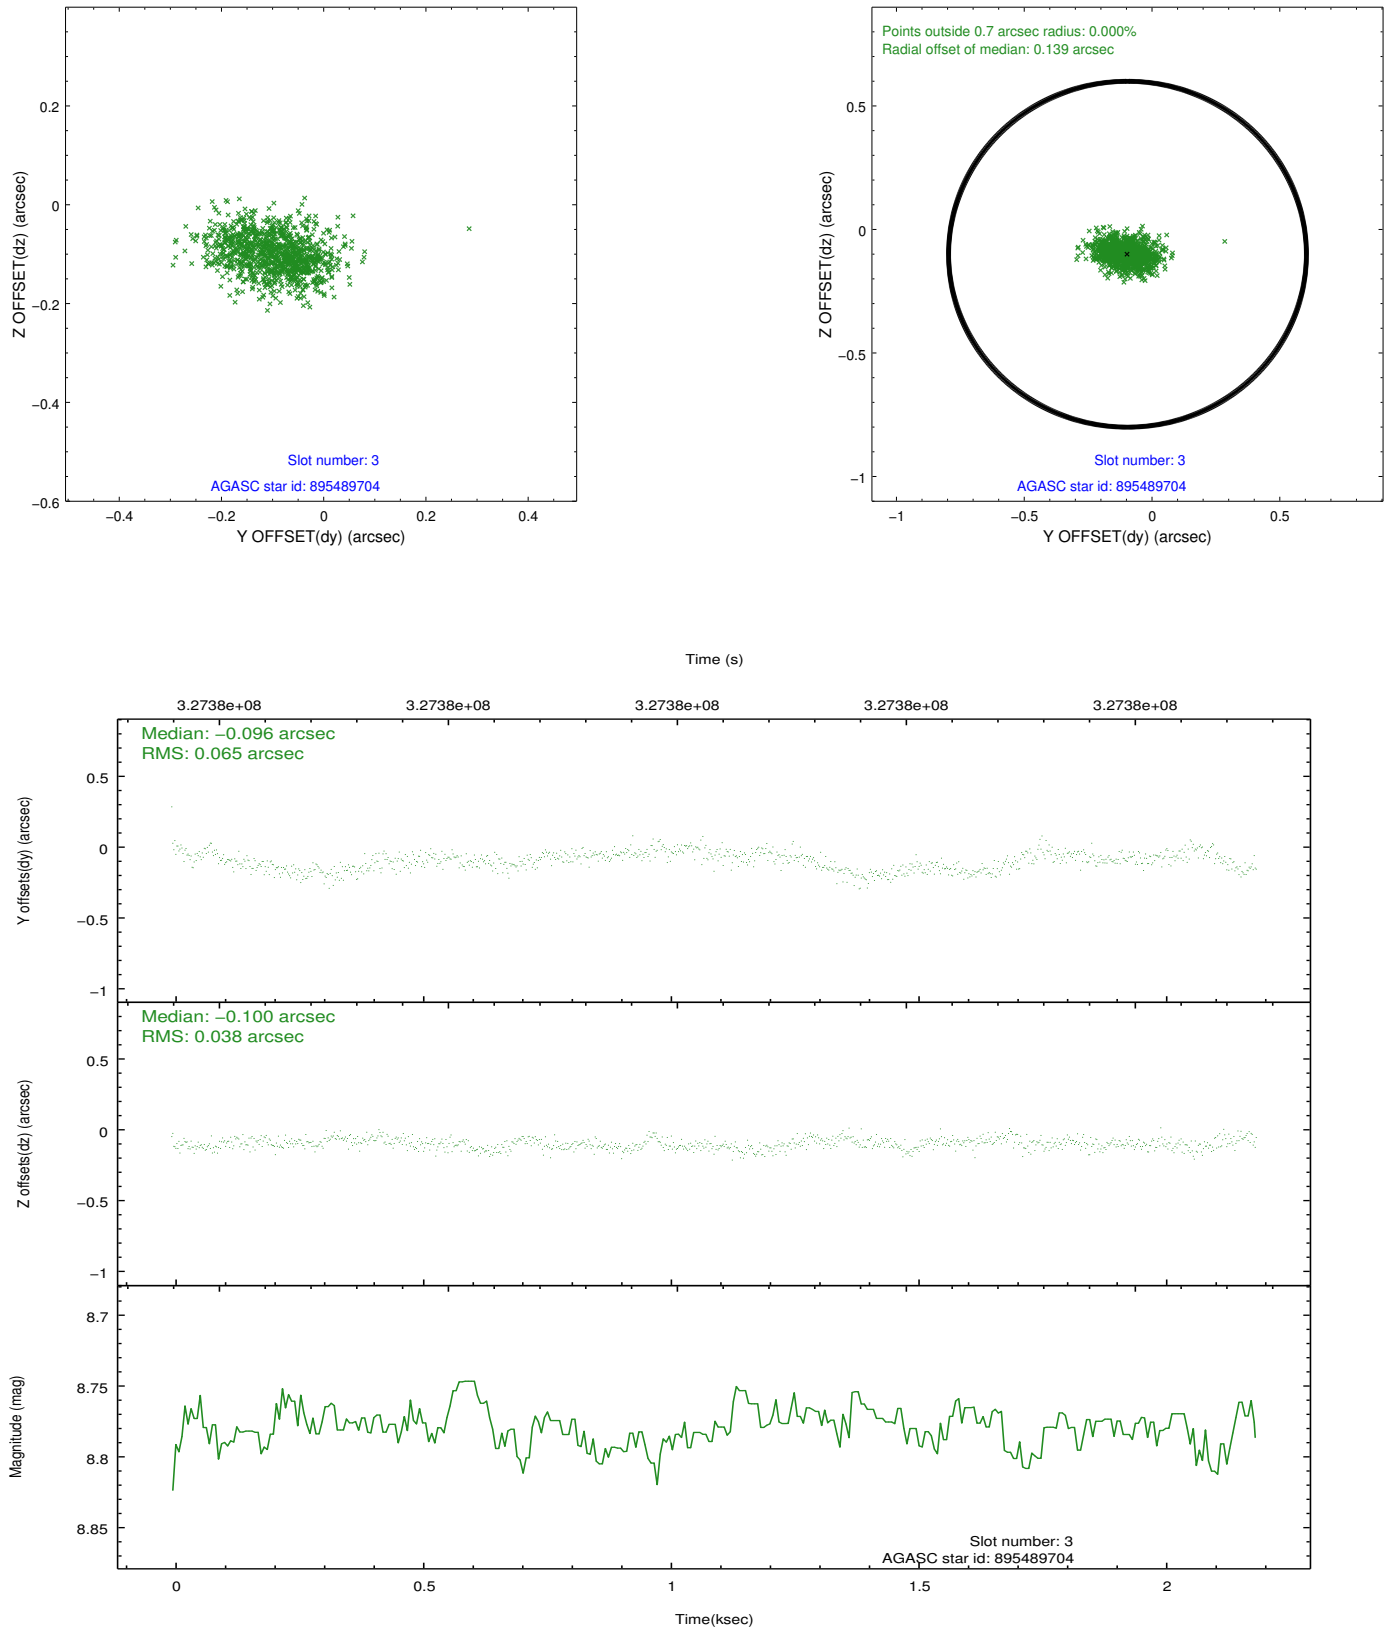 0.2
0
−0.2
−0.4
−0.6
Z OFFSET(dz) (arcsec)
Slot number: 3
AGASC star id: 895489704
−0.4
−0.2
0
0.2
0.4
Y OFFSET(dy) (arcsec)
Points outside 0.7 arcsec radius: 0.000%
Radial offset of median: 0.139 arcsec
0.5
0
−0.5
−1
Z OFFSET(dz) (arcsec)
Slot number: 3
AGASC star id: 895489704
−1
−0.5
0
0.5
Y OFFSET(dy) (arcsec)
Time (s)
3.2738e+08
3.2738e+08
3.2738e+08
3.2738e+08
3.2738e+08
Median: −0.096 arcsec
RMS: 0.065 arcsec
0.5
0
−0.5
−1
Y offsets(dy) (arcsec)
Median: −0.100 arcsec
RMS: 0.038 arcsec
0.5
0
−0.5
−1
Z offsets(dz) (arcsec)
8.7
8.75
8.8
8.85
Magnitude (mag)
Slot number: 3
AGASC star id: 895489704
0
0.5
1
1.5
2
Time(ksec)